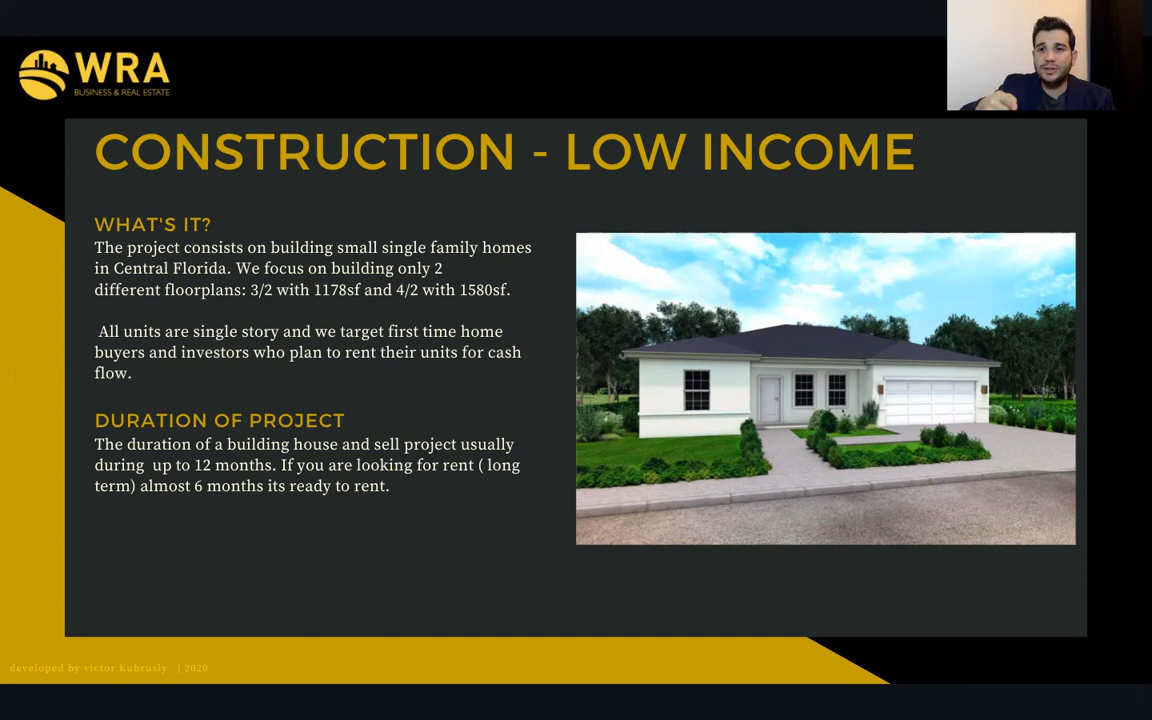 WRA
BUSINESS & REAL ESTATE
CONSTRUCTION - LOW INCOME
WHAT'S IT?
The project consists on building small single family homes
in Central Florida. We focus on building only 2
different floorplans: 3/2 with 1178sf and 4/2 with 1580sf.
All units are single story and we target first time home
buyers and investors who plan to rent their units for cash
flow.
DURATION OF PROJECT
The duration of a building house and sell project usually
during up to 12 months. If you are looking for rent ( long
term) almost 6 months its ready to rent.
developed by victor Kubrusly | 2020